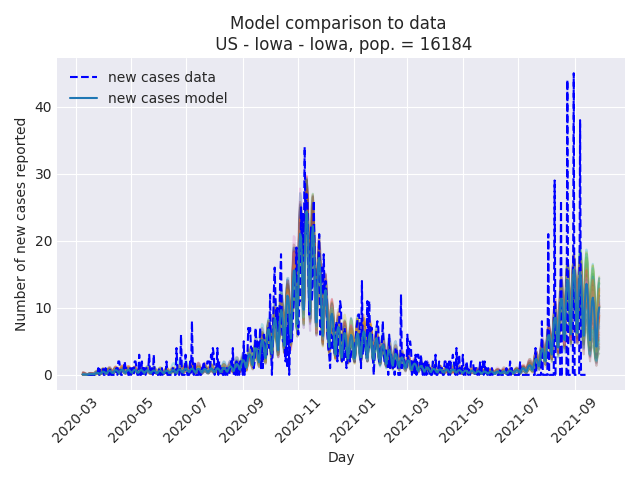 Model comparison to data
US - Iowa - Iowa, pop. = 16184
new cases data
new cases model
Number of new cases reported
40
30
20
10
0
2020-03
2020-05
2020-07
2020-09
2020-11
2021-01
2021-03
2021-05
2021-07
2021-09
Day